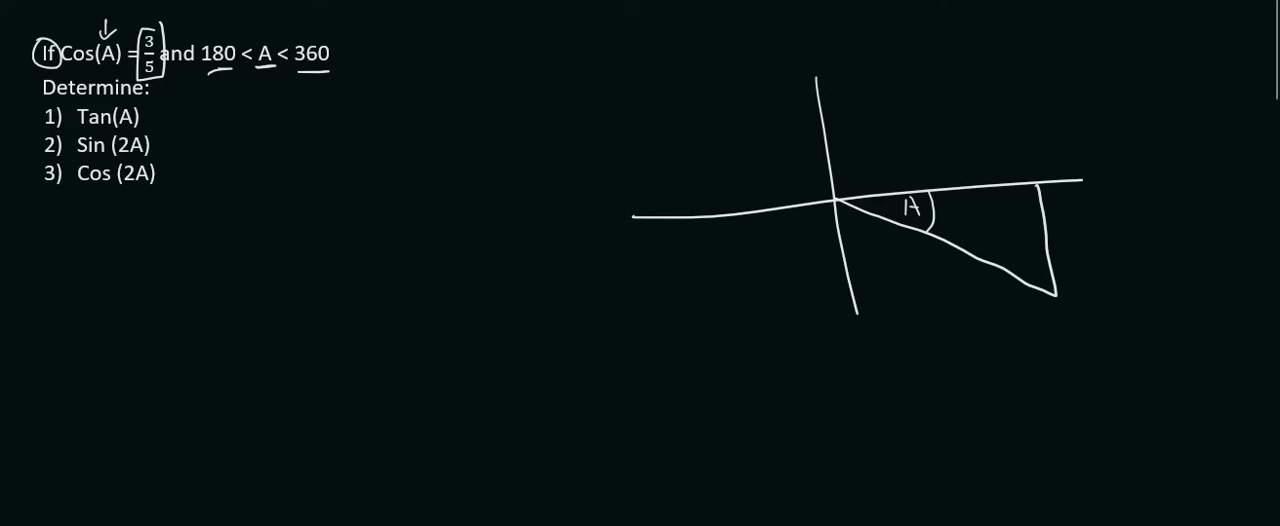 If Cos(A) = 3/5 and 180 < A < 360
Determine:
1) Tan(A)
2) Sin (2A)
3) Cos (2A)
A